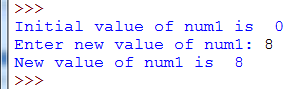 >>>
Initial value of num1 is  0
Enter new value of num1: 8
New value of num1 is  8
>>>